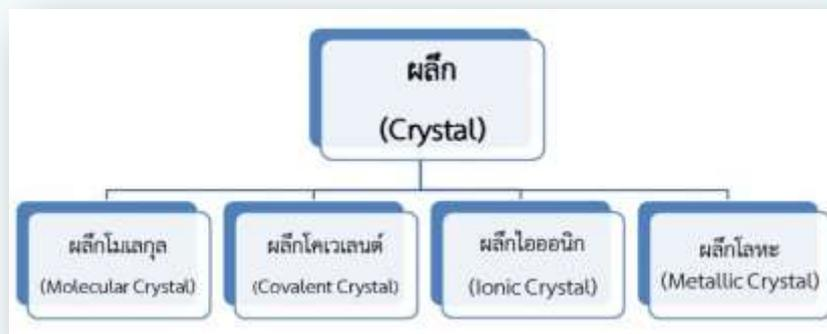 ผลึก
(Crystal)
ผลึกโมเลกุล
(Molecular Crystal)
ผลึกโคเวเลนต์
(Covalent Crystal)
ผลึกไอออนิก
(Ionic Crystal)
ผลึกโลหะ
(Metallic Crystal)